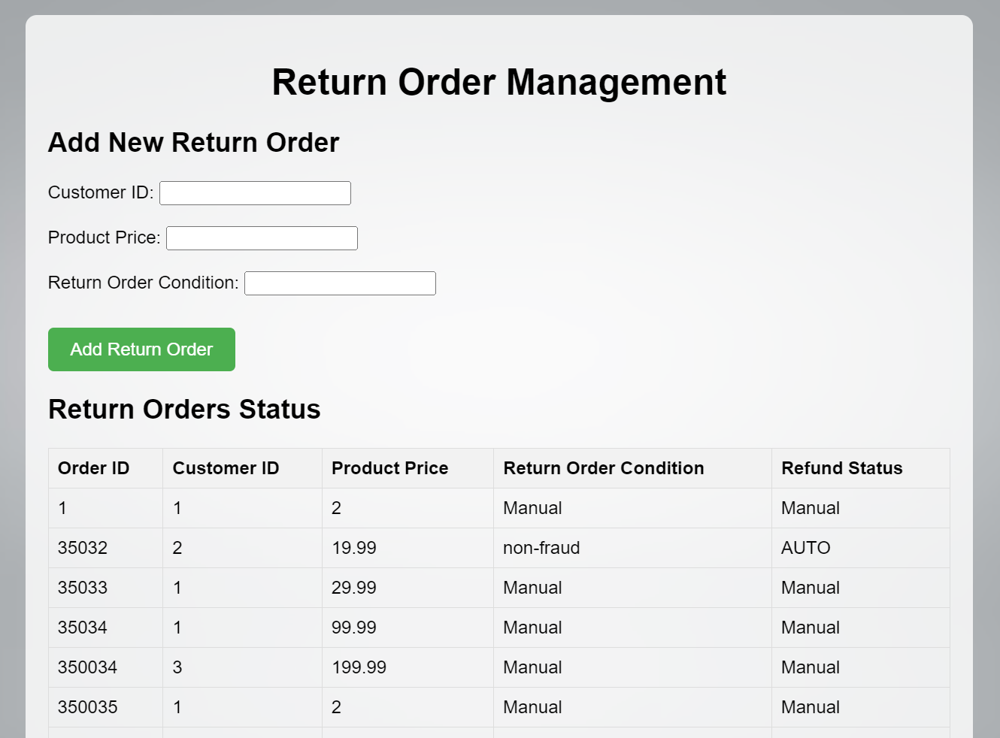 Return Order Management
Add New Return Order
Customer ID:
Product Price:
Return Order Condition:
Add Return Order
Return Orders Status
Order ID Customer ID Product Price Return Order Condition Refund Status
1 1 2 Manual Manual
35032 2 19.99 non-fraud AUTO
35033 1 29.99 Manual Manual
35034 1 99.99 Manual Manual
350034 3 199.99 Manual Manual
350035 1 2 Manual Manual